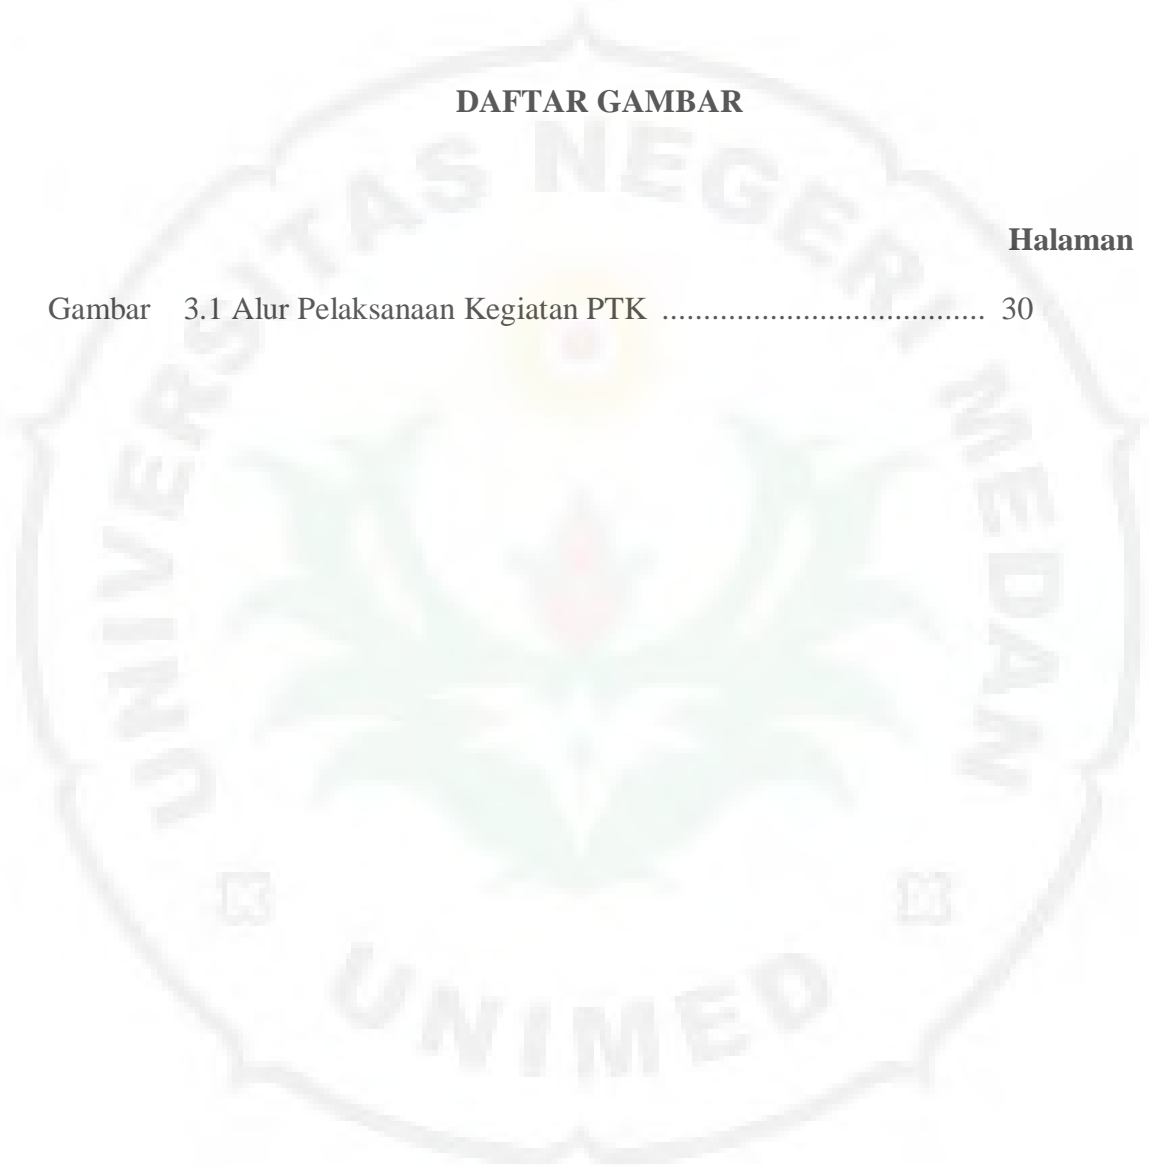 DAFTAR GAMBAR
Halaman
Gambar 3.1 Alur Pelaksanaan Kegiatan PTK ....................................... 30
UNIVERSITAS NEGERI MEDAN
UNIMED